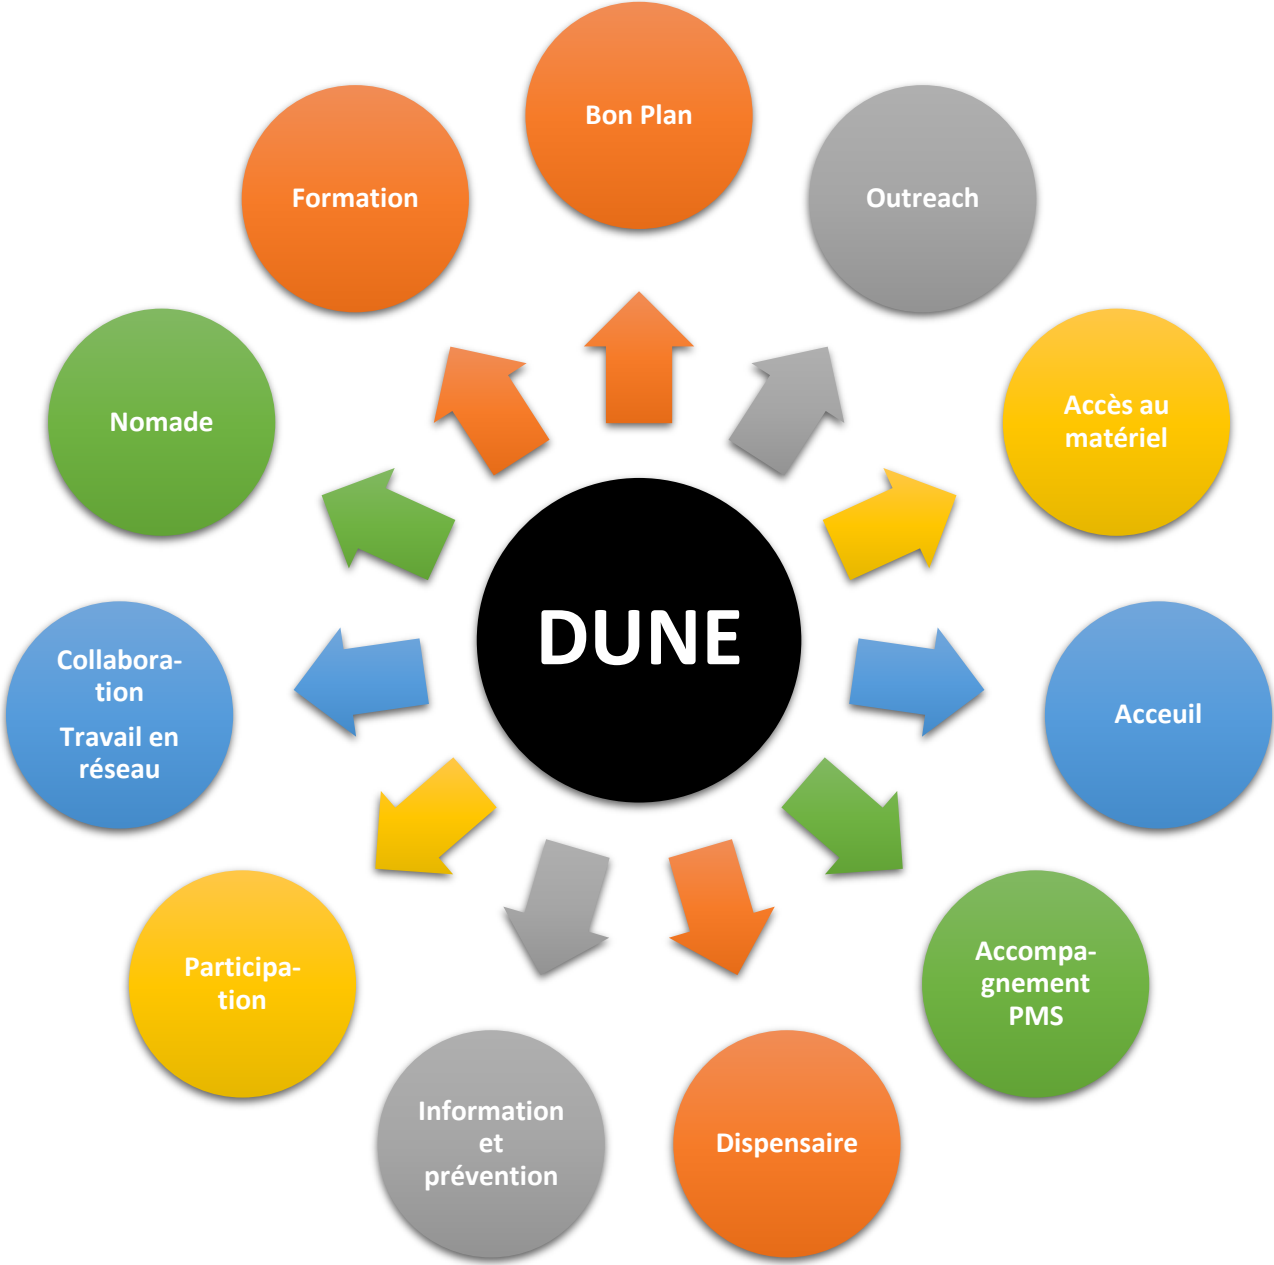 Bon Plan
Outreach
Accès au
matériel
Acceuil
Accompa-
gnement
PMS
Dispensaire
Information
et
prévention
Participa-
tion
Collabora-
tion
Travail en
réseau
Nomade
Formation
DUNE